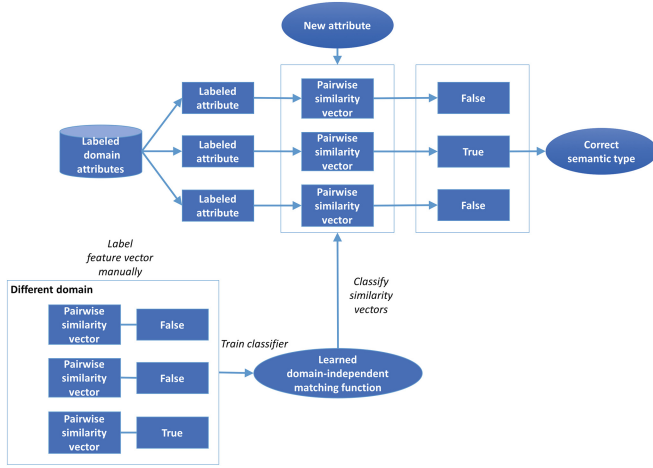 New attribute
Labeled
attribute
Pairwise
similarity
vector
False
Labeled
domain
attributes
Labeled
attribute
Pairwise
similarity
vector
True
Correct
semantic type
Labeled
attribute
Pairwise
similarity
vector
False
Label
feature vector
manually
Classify
similarity
vectors
Different domain
Pairwise
similarity
vector
False
Train classifier
Pairwise
similarity
vector
False
Learned
domain-independent
matching function
Pairwise
similarity
vector
True